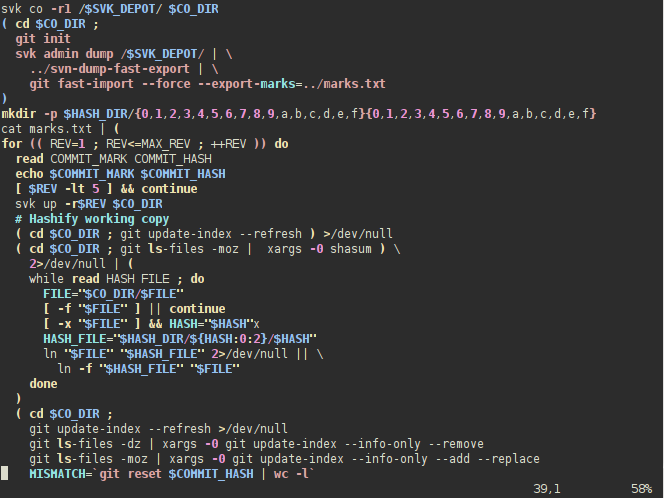 svk co -r1 /$SVK_DEPOT/ $CO_DIR
( cd $CO_DIR ;
  git init
  svk admin dump /$SVK_DEPOT/ | \
    ../svn-dump-fast-export | \
    git fast-import --force --export-marks=../marks.txt
)
mkdir -p $HASH_DIR/{0,1,2,3,4,5,6,7,8,9,a,b,c,d,e,f}{0,1,2,3,4,5,6,7,8,9,a,b,c,d,e,f}
cat marks.txt | (
for (( REV=1 ; REV<=MAX_REV ; ++REV )) do
  read COMMIT_MARK COMMIT_HASH
  echo $COMMIT_MARK $COMMIT_HASH
  [ $REV -lt 5 ] && continue
  svk up -r$REV $CO_DIR
  # Hashify working copy
  ( cd $CO_DIR ; git update-index --refresh ) >/dev/null
  ( cd $CO_DIR ; git ls-files -moz |  xargs -0 shasum ) \
    2>/dev/null | (
    while read HASH FILE ; do
      FILE="$CO_DIR/$FILE"
      [ -f "$FILE" ] || continue
      [ -x "$FILE" ] && HASH="$HASH"x
      HASH_FILE="$HASH_DIR/${HASH:0:2}/$HASH"
      ln "$FILE" "$HASH_FILE" 2>/dev/null || \
        ln -f "$HASH_FILE" "$FILE"
    done
  )
  ( cd $CO_DIR ;
    git update-index --refresh >/dev/null
    git ls-files -dz | xargs -0 git update-index --info-only --remove
    git ls-files -moz | xargs -0 git update-index --info-only --add --replace
    MISMATCH=`git reset $COMMIT_HASH | wc -l`
39,1 58%